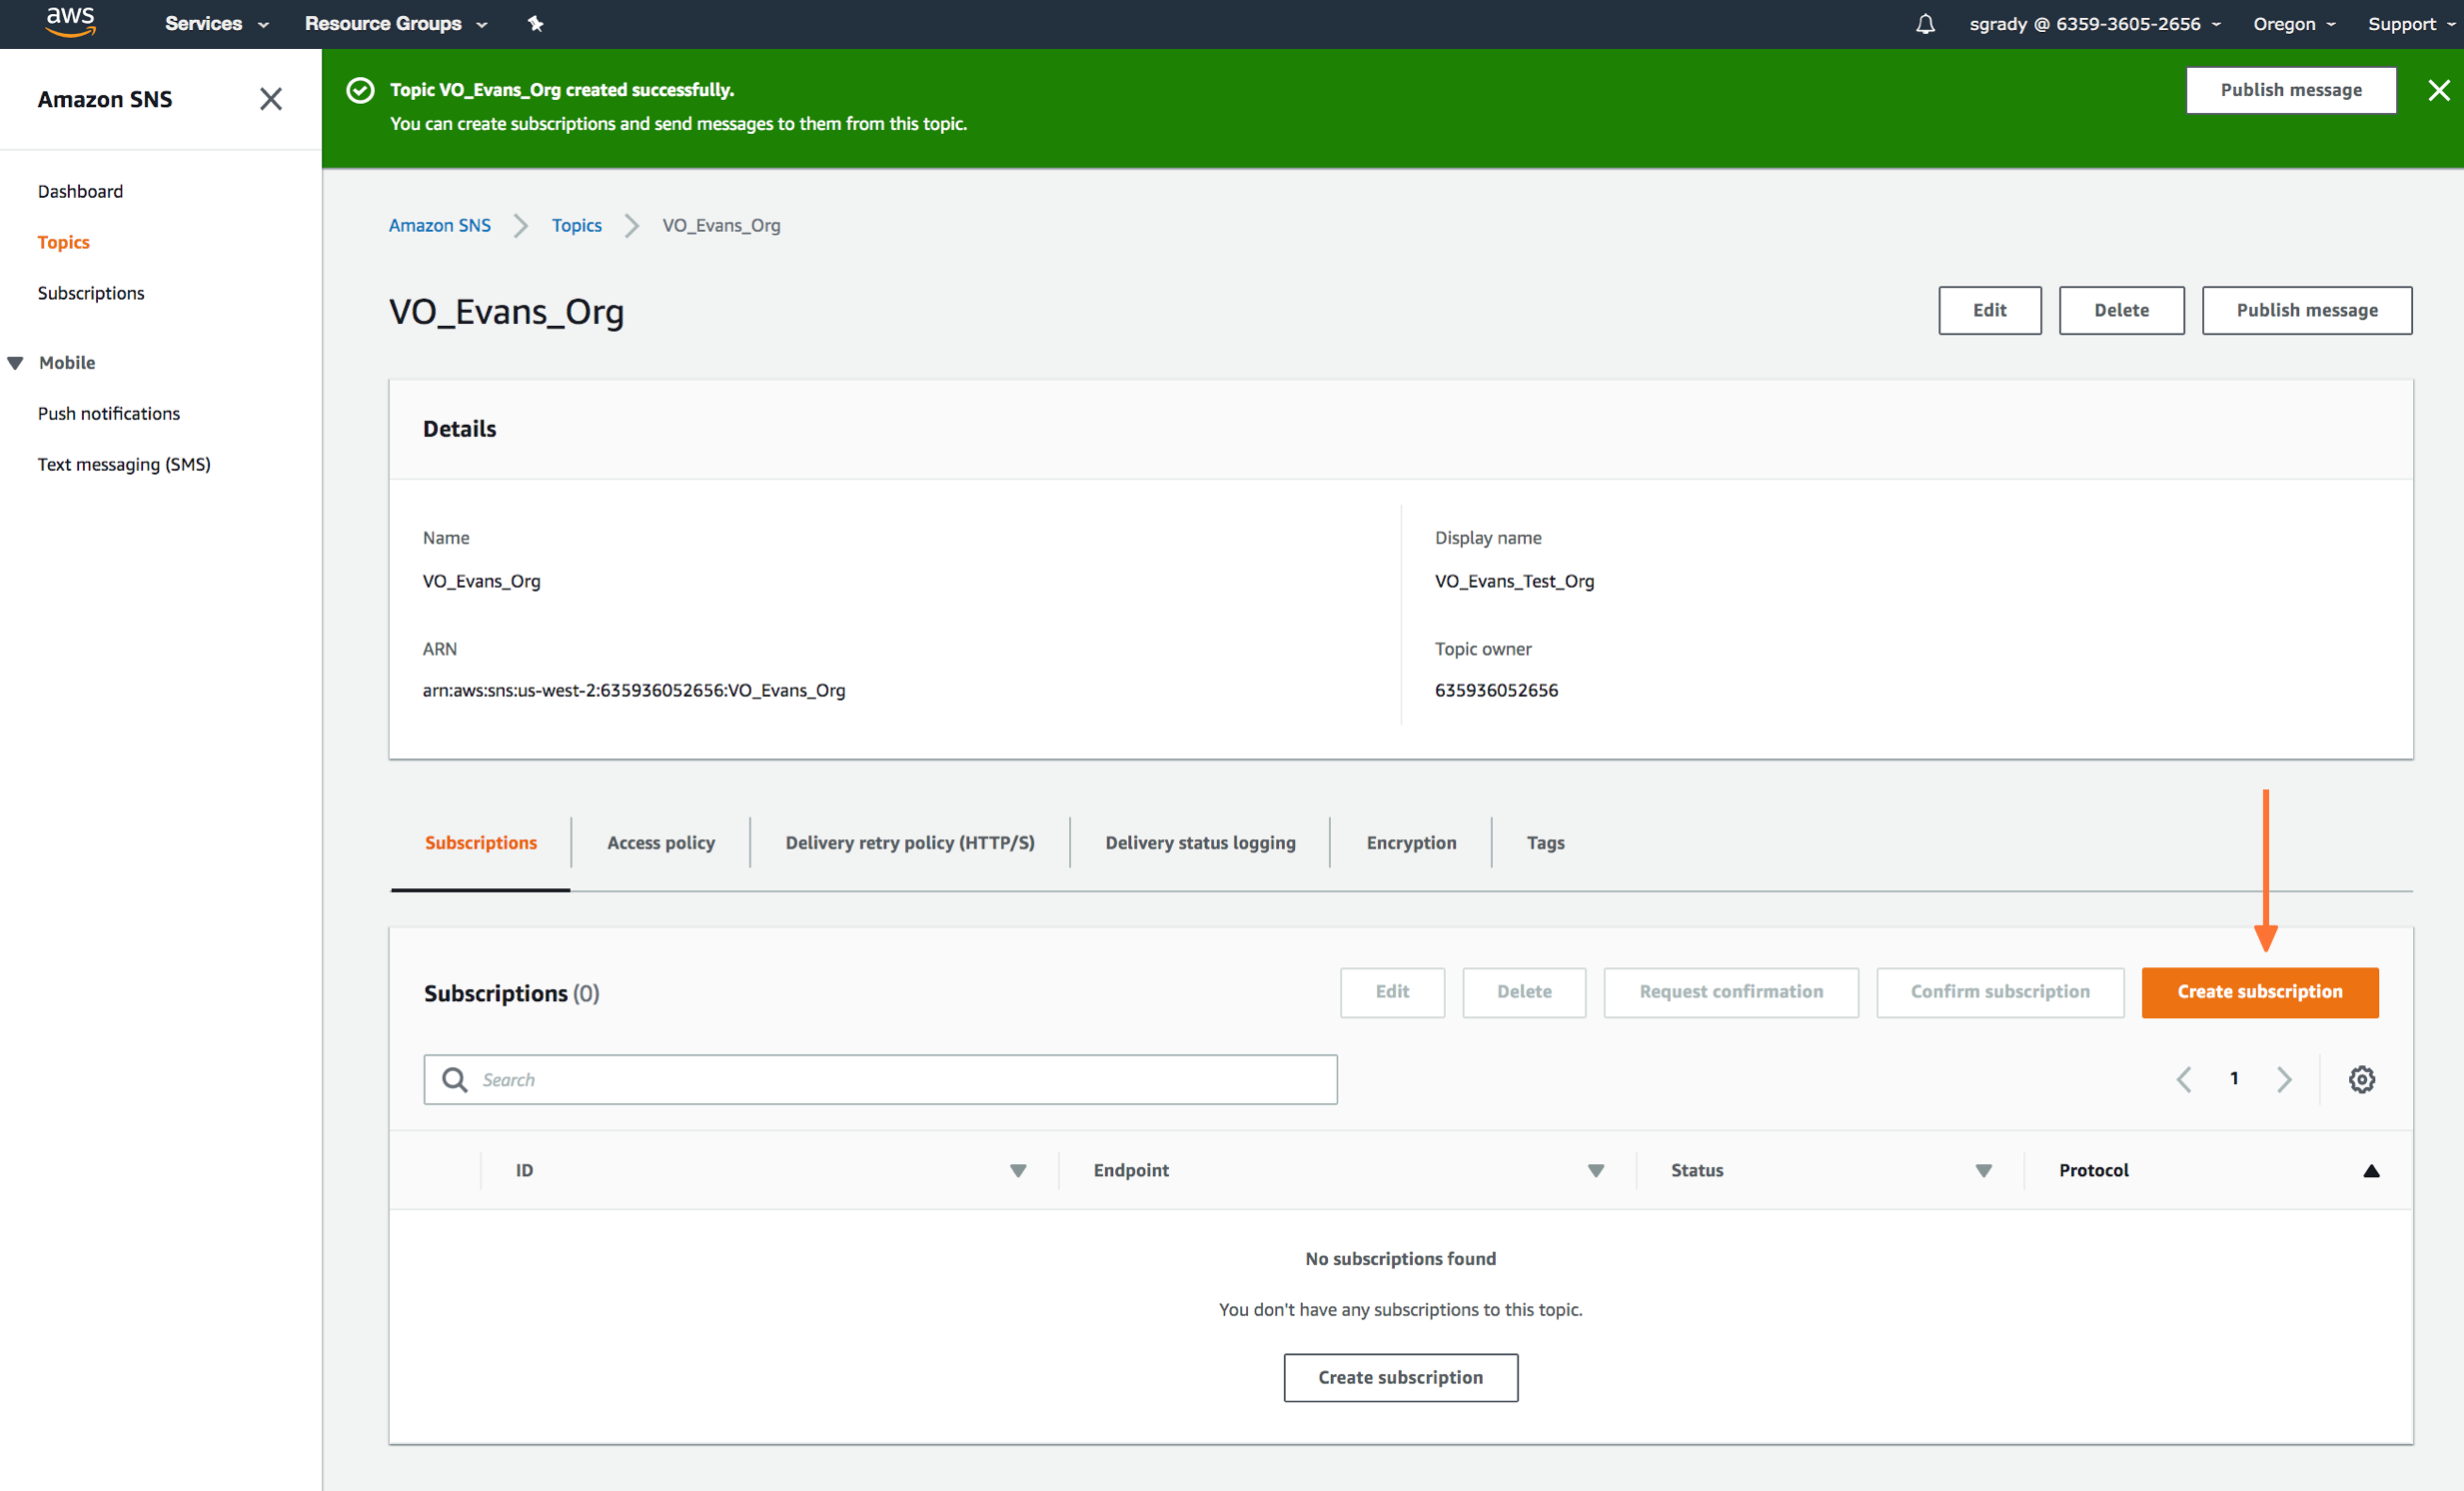 aws Services Resource Groups sgrady @ 6359-3605-2656 Oregon Support
Amazon SNS
Dashboard
Topics
Subscriptions
Mobile
Push notifications
Text messaging (SMS)
Topic VO_Evans_Org created successfully.
You can create subscriptions and send messages to them from this topic.
Publish message
Amazon SNS Topics VO_Evans_Org
VO_Evans_Org
Edit Delete Publish message
Details
Name
VO_Evans_Org
ARN
arn:aws:sns:us-west-2:635936052656:VO_Evans_Org
Display name
VO_Evans_Test_Org
Topic owner
635936052656
Subscriptions Access policy Delivery retry policy (HTTP/S) Delivery status logging Encryption Tags
Subscriptions (0)
Edit Delete Request confirmation Confirm subscription Create subscription
Search
1
ID Endpoint Status Protocol
No subscriptions found
You don't have any subscriptions to this topic.
Create subscription